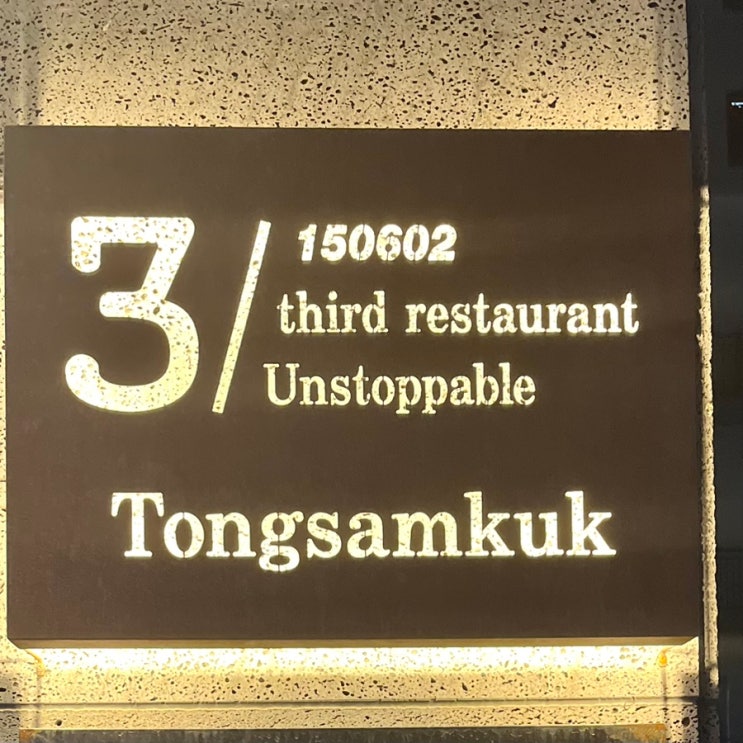 3/
150602
third restaurant
Unstoppable
Tongsamkuk